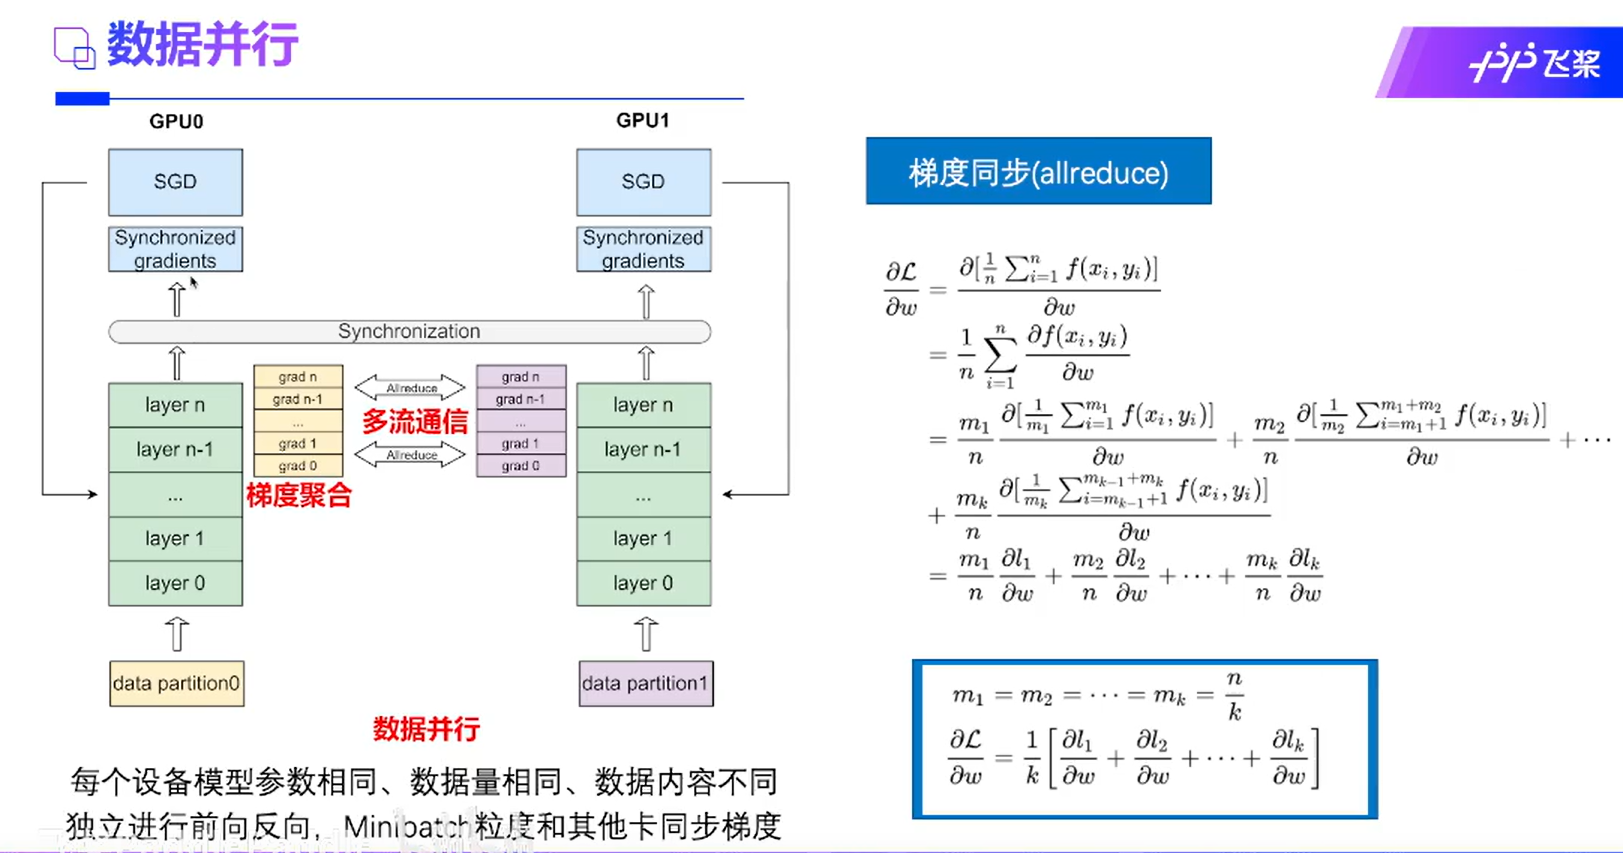 数据并行
飞桨
GPU0
GPU1
SGD
SGD
Synchronized
gradients
Synchronized
gradients
Synchronization
layer n
layer n-1
...
layer 1
layer 0
grad n
grad n-1
...
grad 1
grad 0
梯度聚合
Allreduce
多流通信
Allreduce
grad n
grad n-1
...
grad 1
grad 0
layer n
layer n-1
...
layer 1
layer 0
data partition0
data partition1
数据并行
每个设备模型参数相同、数据量相同、数据内容不同
独立进行前向反向，Minibatch粒度和其他卡同步梯度
梯度同步(allreduce)
$\frac{\partial \mathcal{L}}{\partial w} = \frac{\partial[\frac{1}{n}\sum_{i=1}^{n} f(x_i, y_i)]}{\partial w}$
$= \frac{1}{n}\sum_{i=1}^{n}\frac{\partial f(x_i, y_i)}{\partial w}$
$= \frac{m_1}{n}\frac{\partial[\frac{1}{m_1}\sum_{i=1}^{m_1} f(x_i, y_i)]}{\partial w} + \frac{m_2}{n}\frac{\partial[\frac{1}{m_2}\sum_{i=m_1+1}^{m_1+m_2} f(x_i, y_i)]}{\partial w} + \cdots$
$+ \frac{m_k}{n}\frac{\partial[\frac{1}{m_k}\sum_{i=m_{k-1}+1}^{m_{k-1}+m_k} f(x_i, y_i)]}{\partial w}$
$= \frac{m_1}{n}\frac{\partial l_1}{\partial w} + \frac{m_2}{n}\frac{\partial l_2}{\partial w} + \cdots + \frac{m_k}{n}\frac{\partial l_k}{\partial w}$
$m_1 = m_2 = \cdots = m_k = \frac{n}{k}$
$\frac{\partial \mathcal{L}}{\partial w} = \frac{1}{k}\left[\frac{\partial l_1}{\partial w} + \frac{\partial l_2}{\partial w} + \cdots + \frac{\partial l_k}{\partial w}\right]$